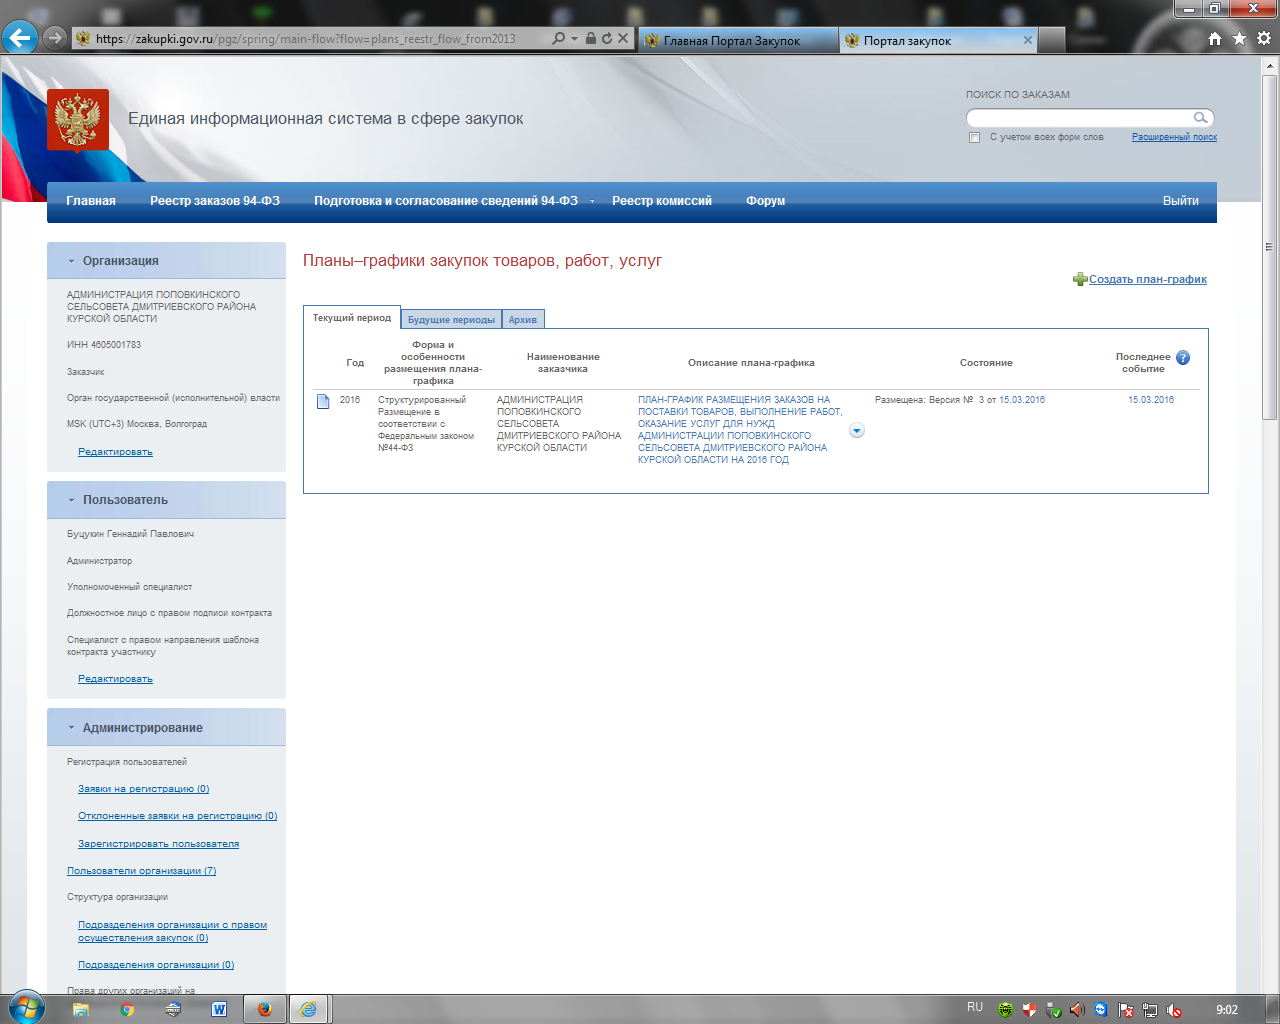 https://zakupki.gov.ru/pgz/spring/main-flow?flow=plans_reestr_flow_from2013
Главная Портал Закупок
Портал закупок
Единая информационная система в сфере закупок
ПОИСК ПО ЗАКАЗАМ
С учетом всех форм слов
Расширенный поиск
Главная
Реестр заказов 94-ФЗ
Подготовка и согласование сведений 94-ФЗ
Реестр комиссий
Форум
Выйти
Организация
АДМИНИСТРАЦИЯ ПОПОВКИНСКОГО
СЕЛЬСОВЕТА ДМИТРИЕВСКОГО РАЙОНА
КУРСКОЙ ОБЛАСТИ
ИНН 4605001783
Заказчик
Орган государственной (исполнительной) власти
MSK (UTC+3) Москва, Волгоград
Редактировать
Пользователь
Буцукин Геннадий Павлович
Администратор
Уполномоченный специалист
Должностное лицо с правом подписи контракта
Специалист с правом направления шаблона
контракта участнику
Редактировать
Администрирование
Регистрация пользователей
Заявки на регистрацию (0)
Отклоненные заявки на регистрацию (0)
Зарегистрировать пользователя
Пользователи организации (7)
Структура организации
Подразделения организации с правом
осуществления закупок (0)
Подразделения организации (0)
Права других организаций на
Планы–графики закупок товаров, работ, услуг
Создать план-график
Текущий период
Будущие периоды
Архив
Год
Форма и
особенности
размещения плана-
графика
Наименование
заказчика
Описание плана-графика
Состояние
Последнее
событие
?
2016
Структурированный
Размещение в
соответствии с
Федеральным законом
№44-ФЗ
АДМИНИСТРАЦИЯ
ПОПОВКИНСКОГО
СЕЛЬСОВЕТА
ДМИТРИЕВСКОГО РАЙОНА
КУРСКОЙ ОБЛАСТИ
ПЛАН-ГРАФИК РАЗМЕЩЕНИЯ ЗАКАЗОВ НА
ПОСТАВКИ ТОВАРОВ, ВЫПОЛНЕНИЕ РАБОТ,
ОКАЗАНИЕ УСЛУГ ДЛЯ НУЖД
АДМИНИСТРАЦИИ ПОПОВКИНСКОГО
СЕЛЬСОВЕТА ДМИТРИЕВСКОГО РАЙОНА
КУРСКОЙ ОБЛАСТИ НА 2016 ГОД
Размещена: Версия № 3 от 15.03.2016
15.03.2016
RU
9:02